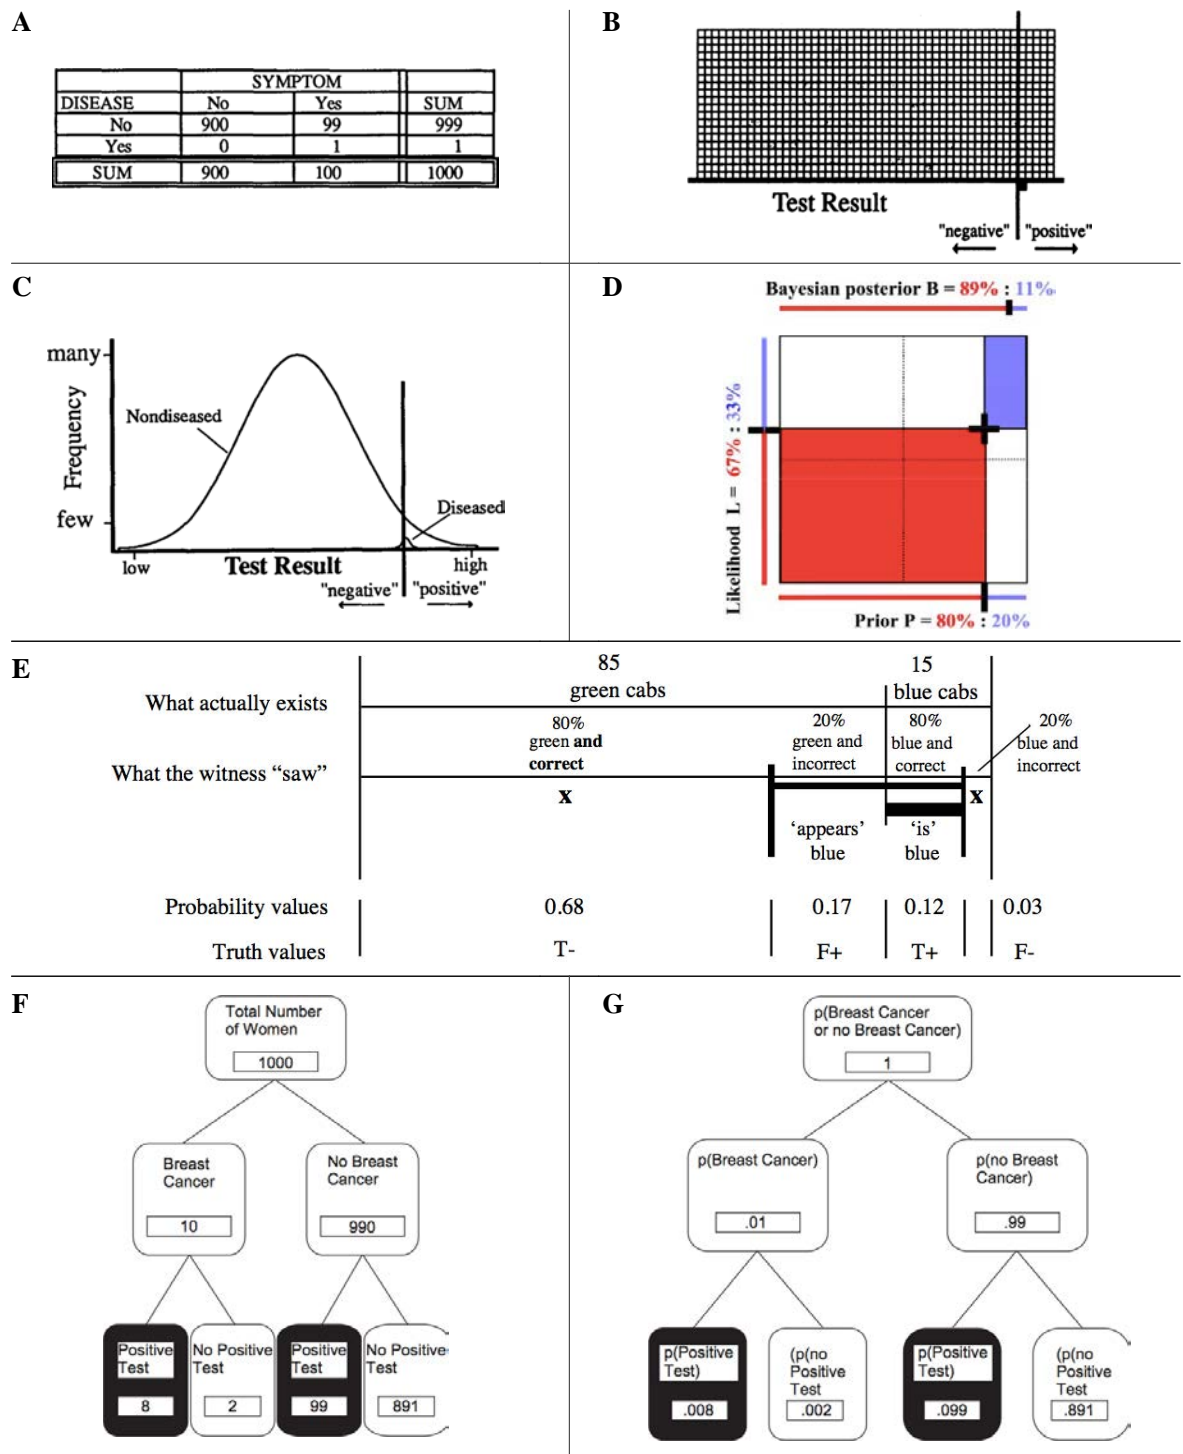 A
SYMPTOM
DISEASE No Yes SUM
No 900 99 999
Yes 0 1 1
SUM 900 100 1000
B
Test Result
"negative" "positive"
C
many
Frequency
Nondiseased
few
Diseased
low Test Result high
"negative" "positive"
D
Bayesian posterior B = 89% : 11%
Likelihood L = 67% : 33%
Prior P = 80% : 20%
E
85 15
green cabs blue cabs
What actually exists
80% 20% 80% 20%
green and green and blue and blue and
correct incorrect correct incorrect
What the witness “saw”
x x
‘appears’ ‘is’
blue blue
Probability values 0.68 0.17 0.12 0.03
Truth values T- F+ T+ F-
F
Total Number
of Women
1000
Breast
Cancer
10
No Breast
Cancer
990
Positive
Test
8
No Positive
Test
2
Positive
Test
99
No Positive
Test
891
G
p(Breast Cancer
or no Breast Cancer)
1
p(Breast Cancer)
.01
p(no Breast
Cancer)
.99
p(Positive
Test)
.008
(p(no
Positive
Test
.002
p(Positive
Test)
.099
(p(no
Positive
Test
.891